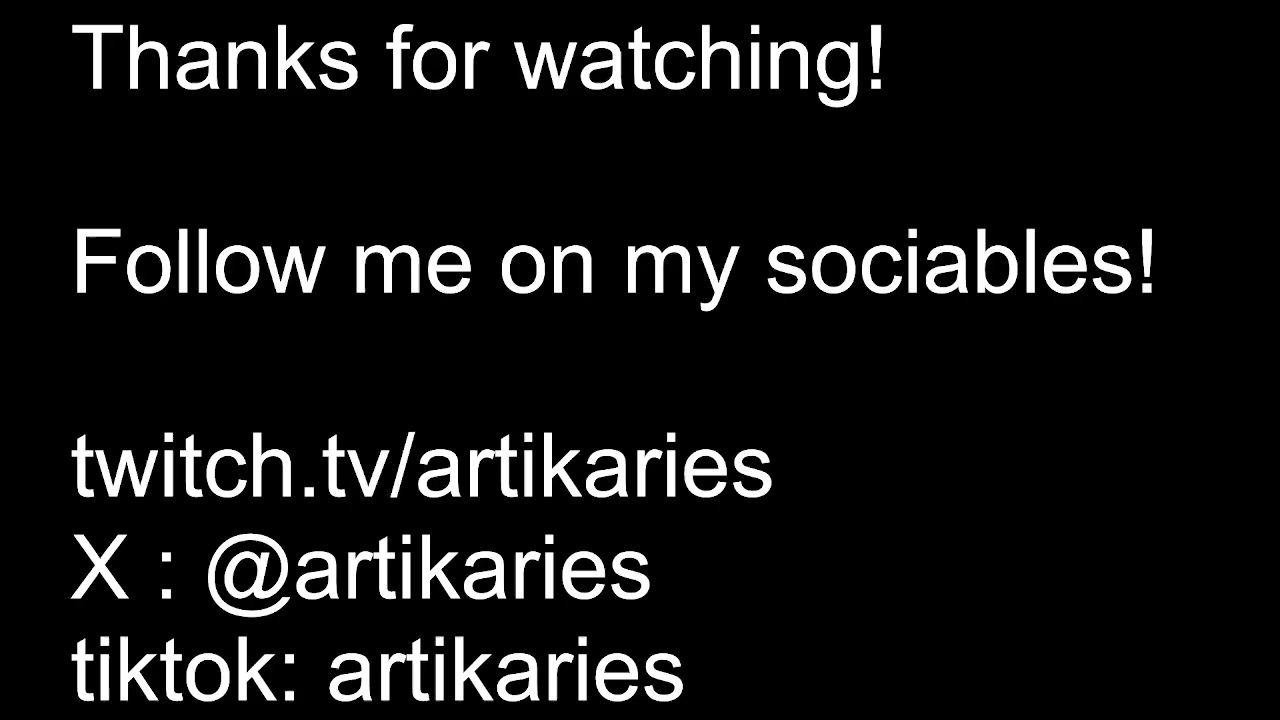 Thanks for watching!
Follow me on my sociables!
twitch.tv/artikaries
X : @artikaries
tiktok: artikaries